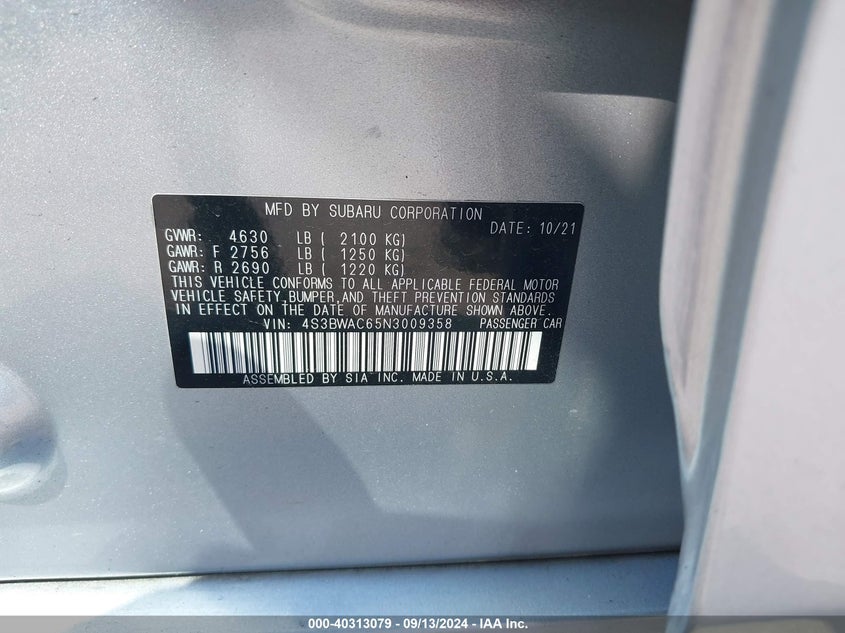 MFD BY SUBARU CORPORATION
DATE: 10/21
GVWR: 4630 LB ( 2100 KG)
GAWR: F 2756 LB ( 1250 KG)
GAWR: R 2690 LB ( 1220 KG)
THIS VEHICLE CONFORMS TO ALL APPLICABLE FEDERAL MOTOR
VEHICLE SAFETY, BUMPER, AND THEFT PREVENTION STANDARDS
IN EFFECT ON THE DATE OF MANUFACTURE SHOWN ABOVE.
VIN: 4S3BWAC65N3009358 PASSENGER CAR
ASSEMBLED BY SIA INC. MADE IN U.S.A.
000-40313079 - 09/13/2024 - IAA Inc.